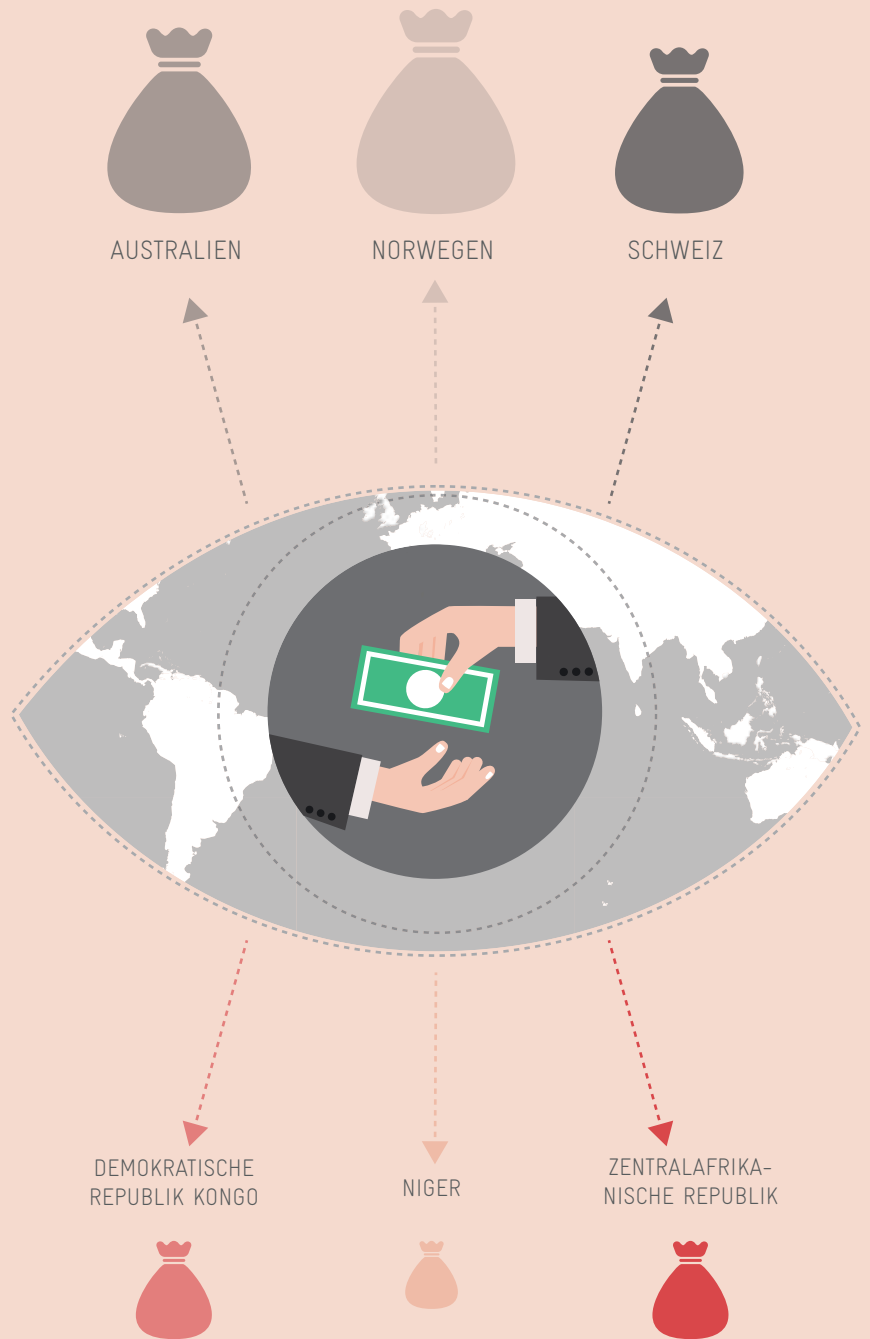 AUSTRALIEN
NORWEGEN
SCHWEIZ
DEMOKRATISCHE
REPUBLIK KONGO
NIGER
ZENTRALAFRIKA-
NISCHE REPUBLIK